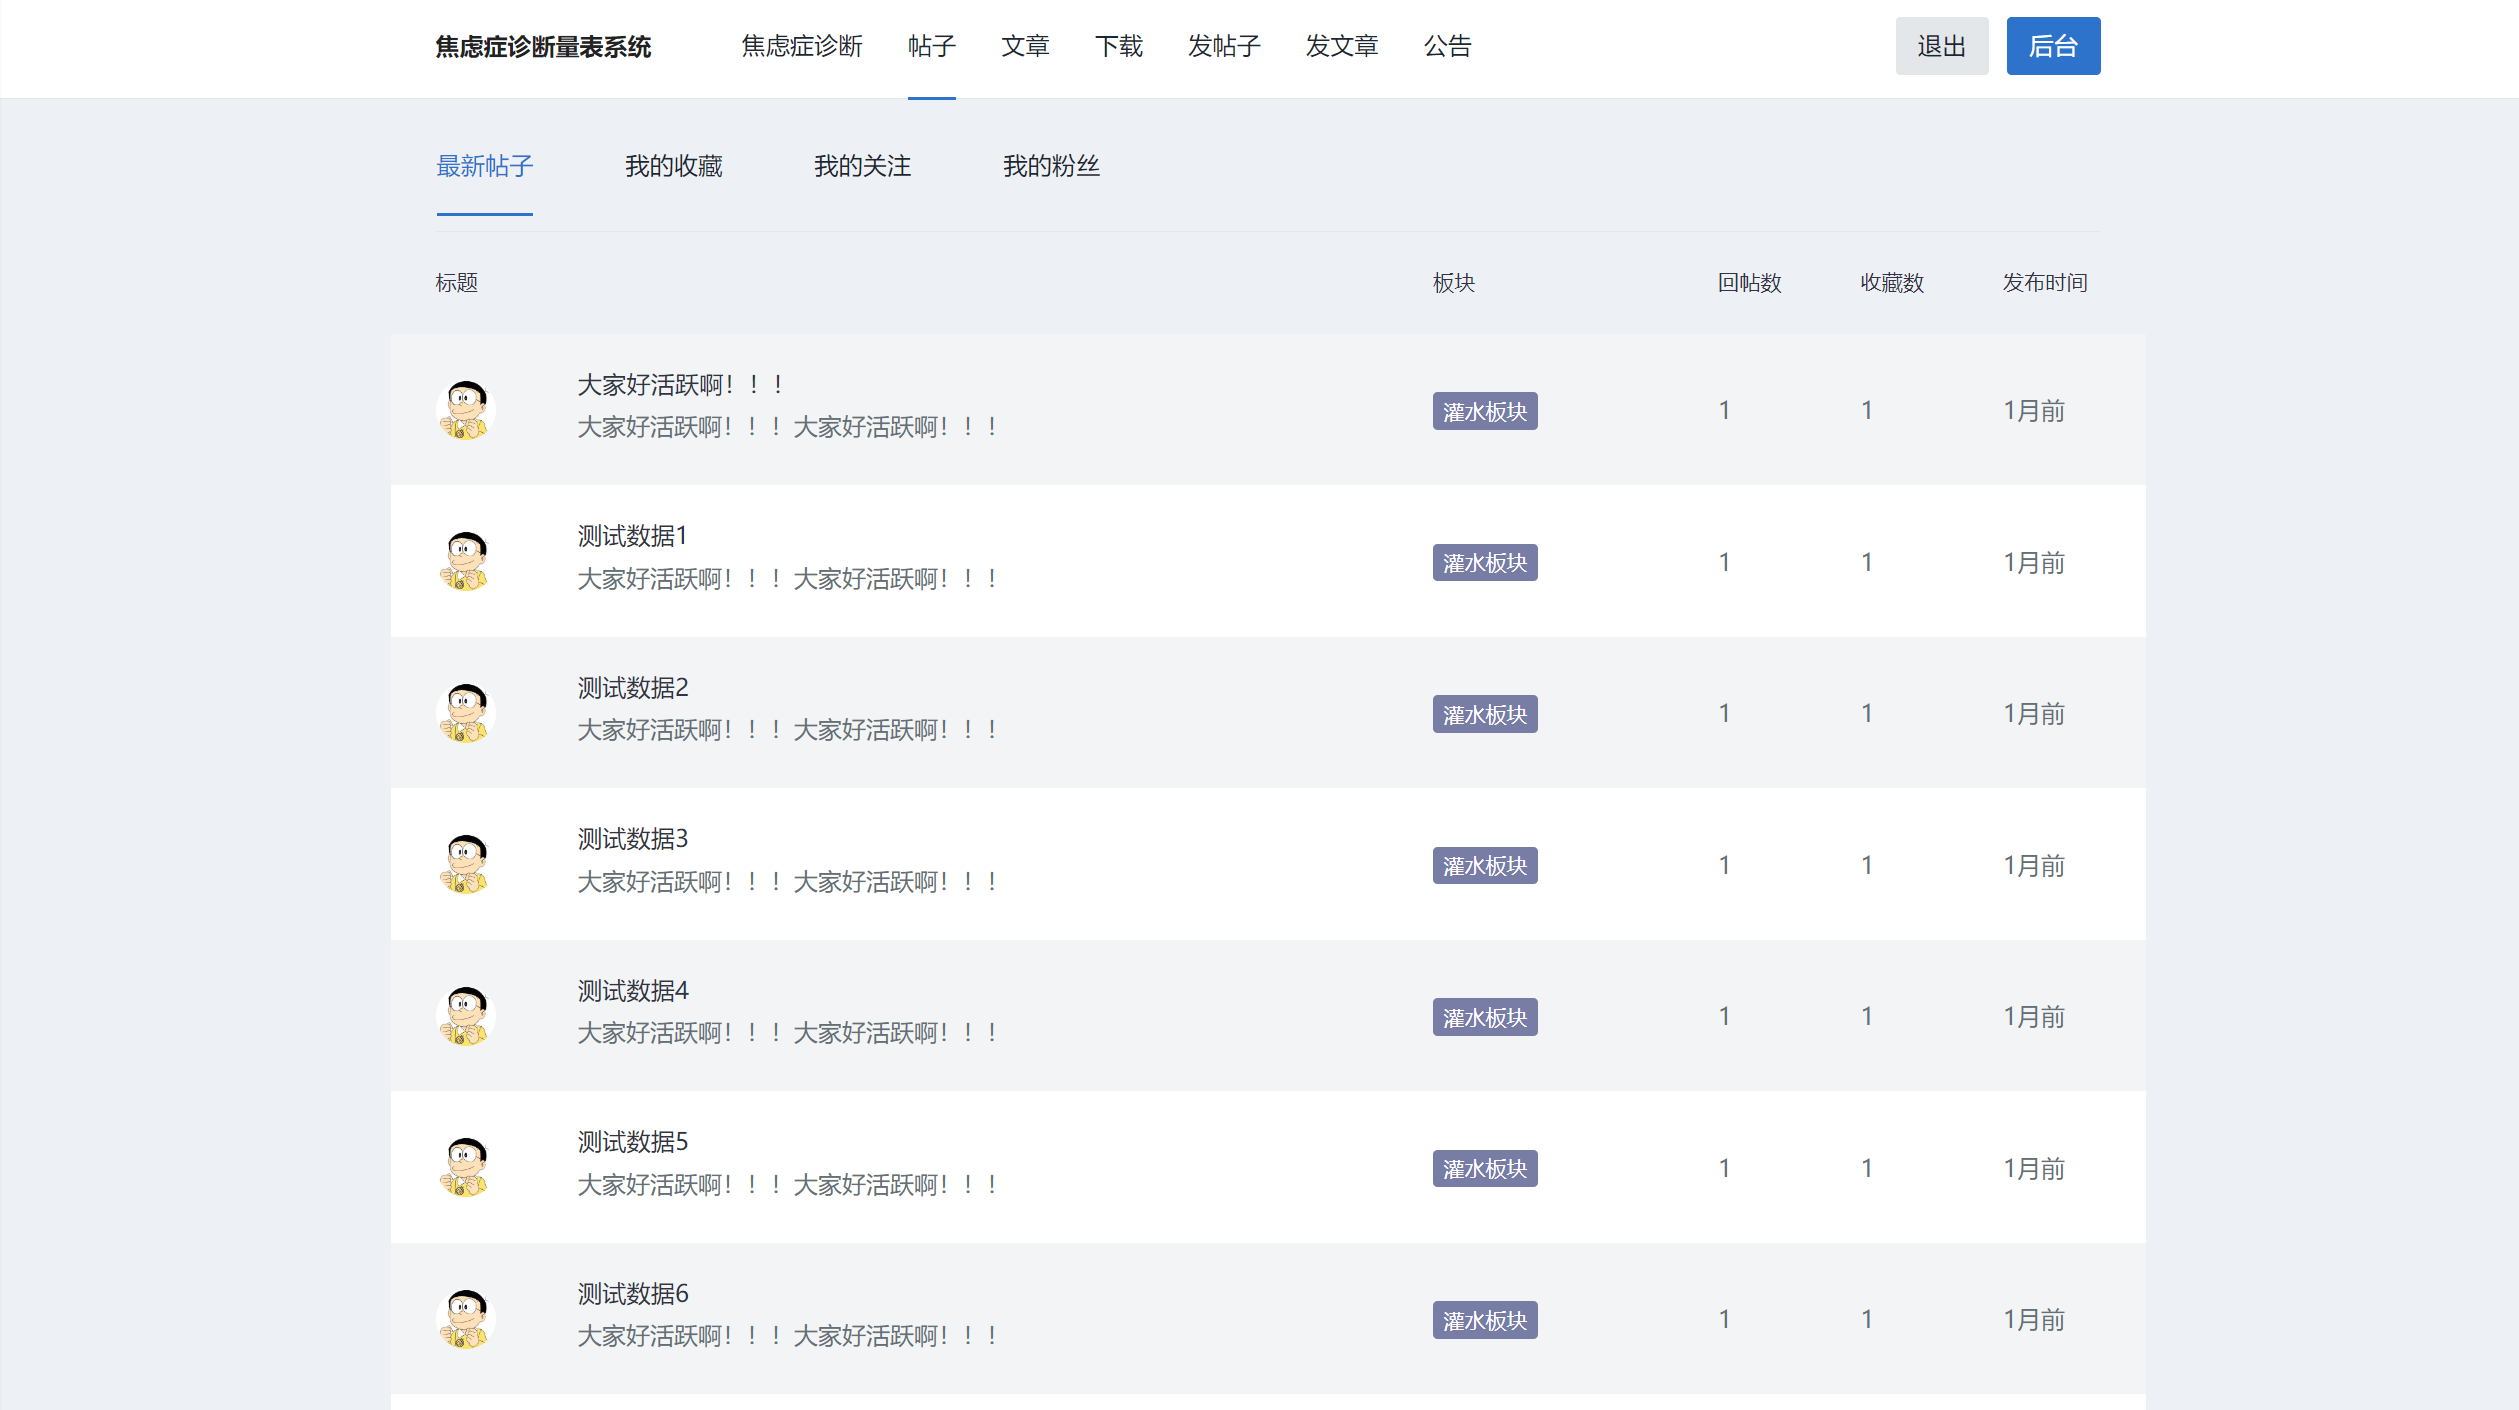 焦虑症诊断量表系统 焦虑症诊断 帖子 文章 下载 发帖子 发文章 公告 退出 后台
最新帖子 我的收藏 我的关注 我的粉丝
标题 板块 回帖数 收藏数 发布时间
大家好活跃啊！！！
大家好活跃啊！！！大家好活跃啊！！！
灌水板块 1 1 1月前
测试数据1
大家好活跃啊！！！大家好活跃啊！！！
灌水板块 1 1 1月前
测试数据2
大家好活跃啊！！！大家好活跃啊！！！
灌水板块 1 1 1月前
测试数据3
大家好活跃啊！！！大家好活跃啊！！！
灌水板块 1 1 1月前
测试数据4
大家好活跃啊！！！大家好活跃啊！！！
灌水板块 1 1 1月前
测试数据5
大家好活跃啊！！！大家好活跃啊！！！
灌水板块 1 1 1月前
测试数据6
大家好活跃啊！！！大家好活跃啊！！！
灌水板块 1 1 1月前